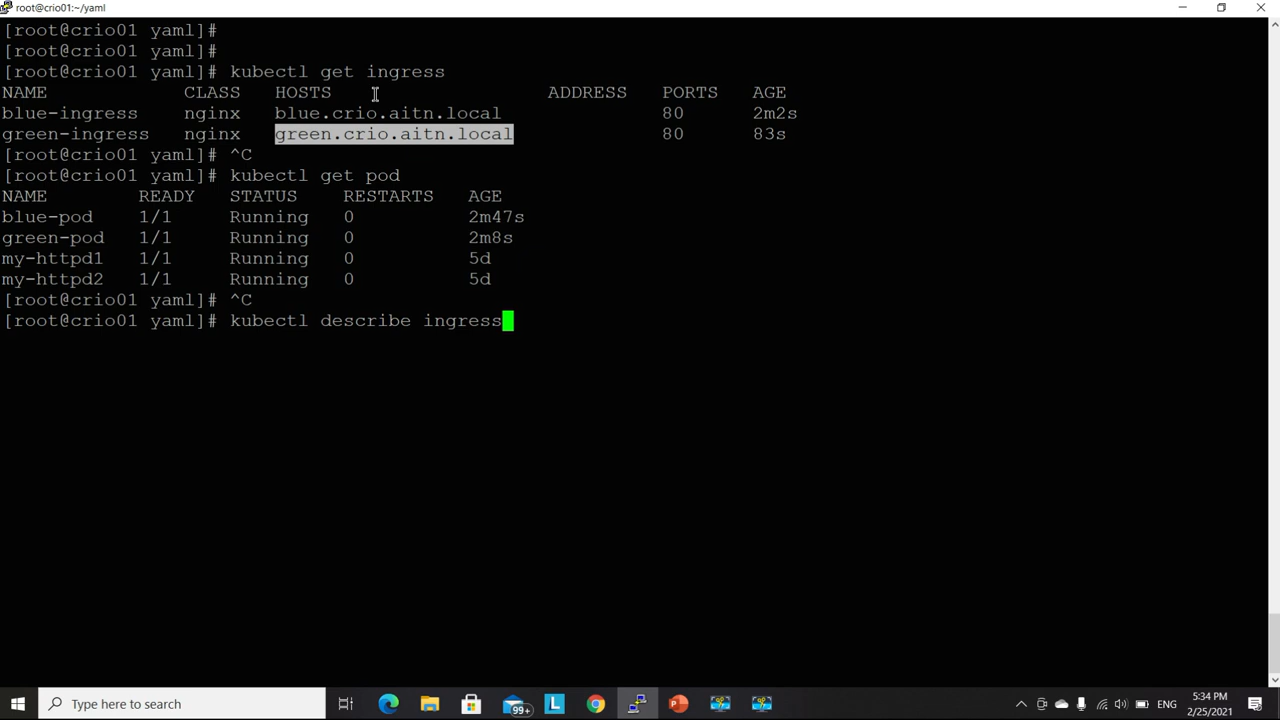 root@crio01:~/yaml
[root@crio01 yaml]#
[root@crio01 yaml]#
[root@crio01 yaml]# kubectl get ingress
NAME CLASS HOSTS ADDRESS PORTS AGE
blue-ingress nginx blue.crio.aitn.local 80 2m2s
green-ingress nginx green.crio.aitn.local 80 83s
[root@crio01 yaml]# ^C
[root@crio01 yaml]# kubectl get pod
NAME READY STATUS RESTARTS AGE
blue-pod 1/1 Running 0 2m47s
green-pod 1/1 Running 0 2m8s
my-httpd1 1/1 Running 0 5d
my-httpd2 1/1 Running 0 5d
[root@crio01 yaml]# ^C
[root@crio01 yaml]# kubectl describe ingress
Type here to search
99+
ENG
5:34 PM
2/25/2021